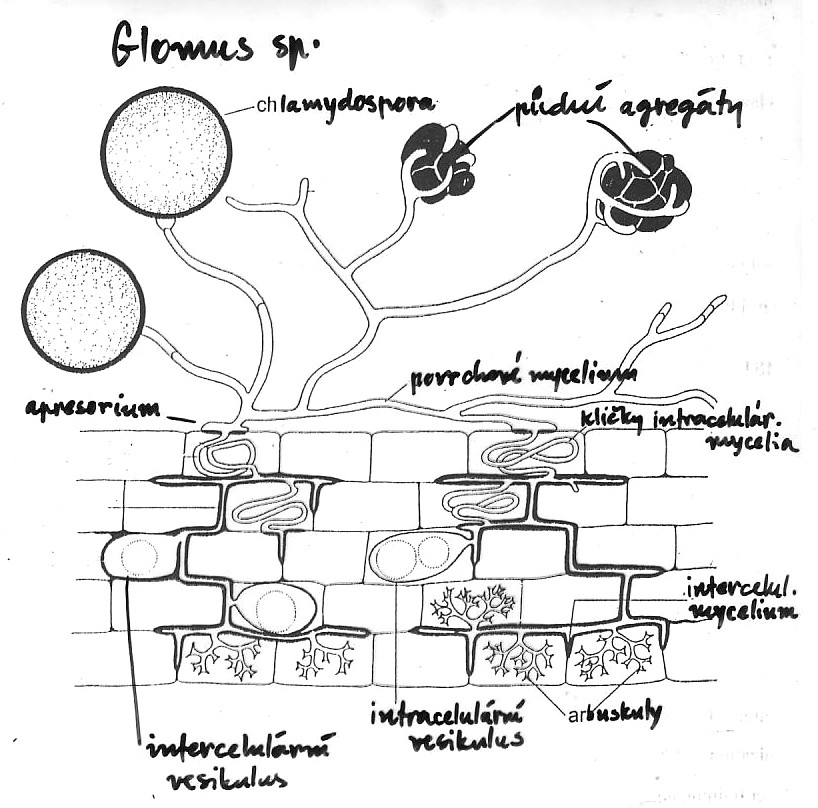 Glomus sp.
chlamydospora
půdní agregáty
povrchové mycelium
apresorium
kličky intracelulár.
mycelia
intercelul.
mycelium
intracelulární
vesikulus
arbuskuly
intercelulární
vesikulus